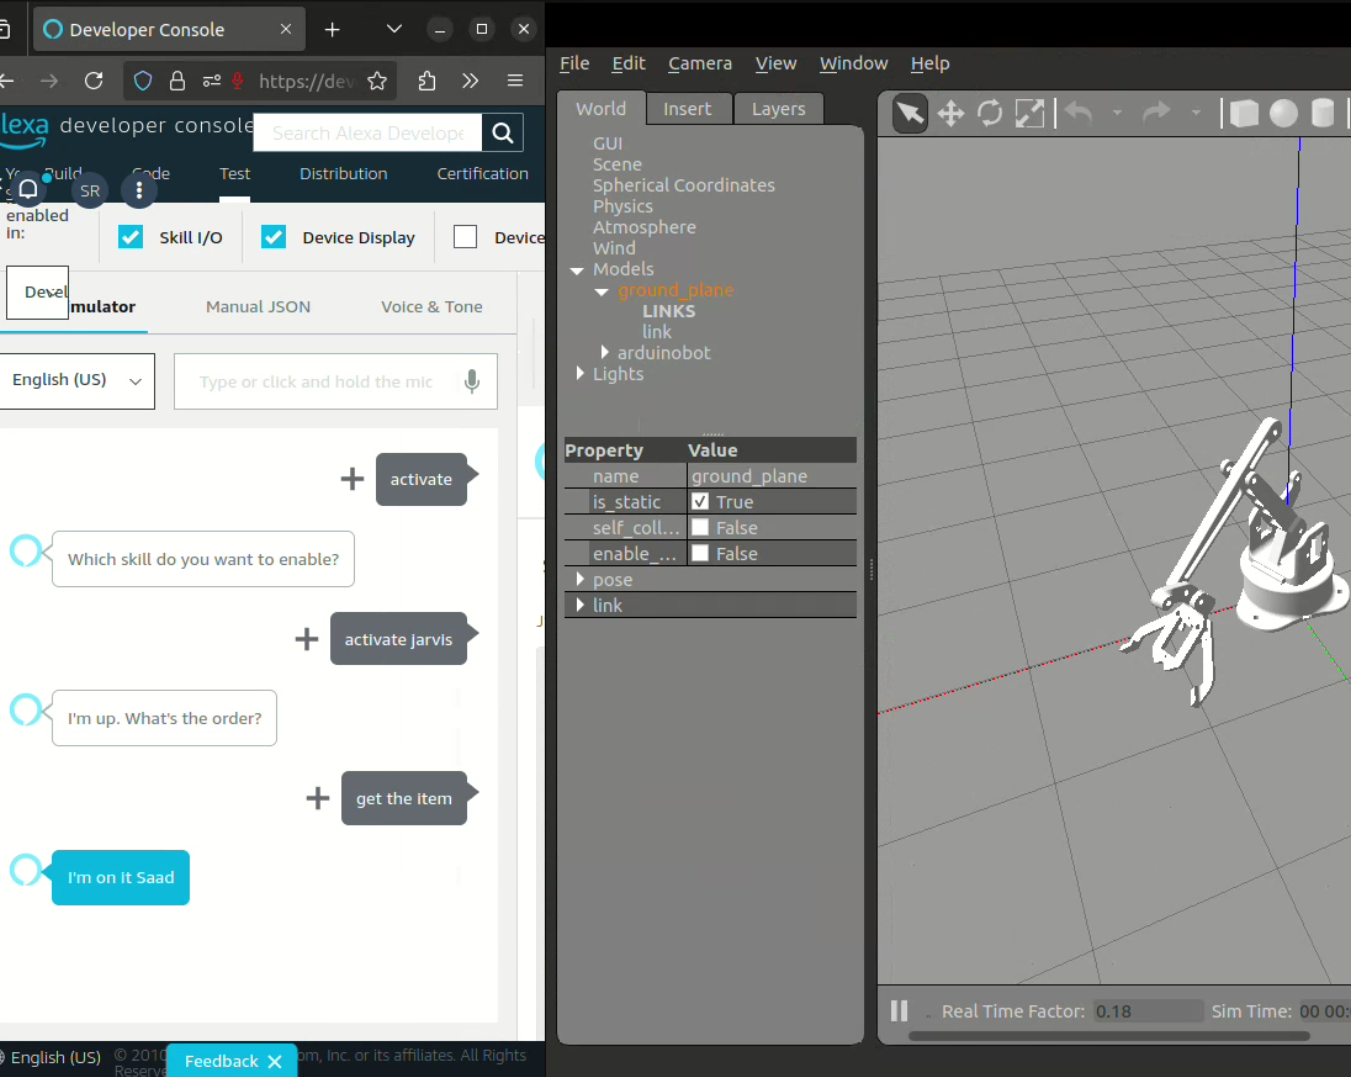 Developer Console
https://dev
lexa developer console
Search Alexa Develope
Build
Code
Test
Distribution
Certification
SR
enabled
in:
Skill I/O
Device Display
Device
Devel
mulator
Manual JSON
Voice & Tone
English (US)
Type or click and hold the mic
activate
Which skill do you want to enable?
activate jarvis
I'm up. What's the order?
get the item
I'm on it Saad
English (US)
© 2010
om, Inc. or its affiliates. All Rights
Reserve
Feedback
File Edit Camera View Window Help
World Insert Layers
GUI
Scene
Spherical Coordinates
Physics
Atmosphere
Wind
Models
ground_plane
LINKS
link
arduinobot
Lights
Property Value
name ground_plane
is_static True
self_coll... False
enable_... False
pose
link
Real Time Factor: 0.18 Sim Time: 00 00: